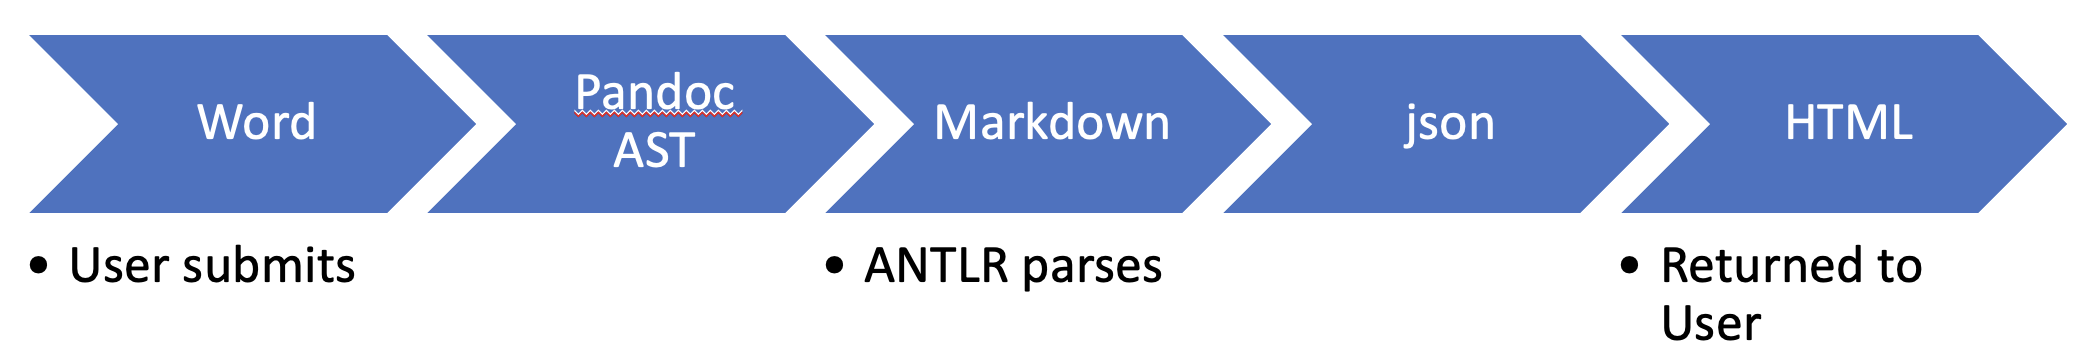 Word
Pandoc
AST
Markdown
json
HTML
• User submits
• ANTLR parses
• Returned to
User